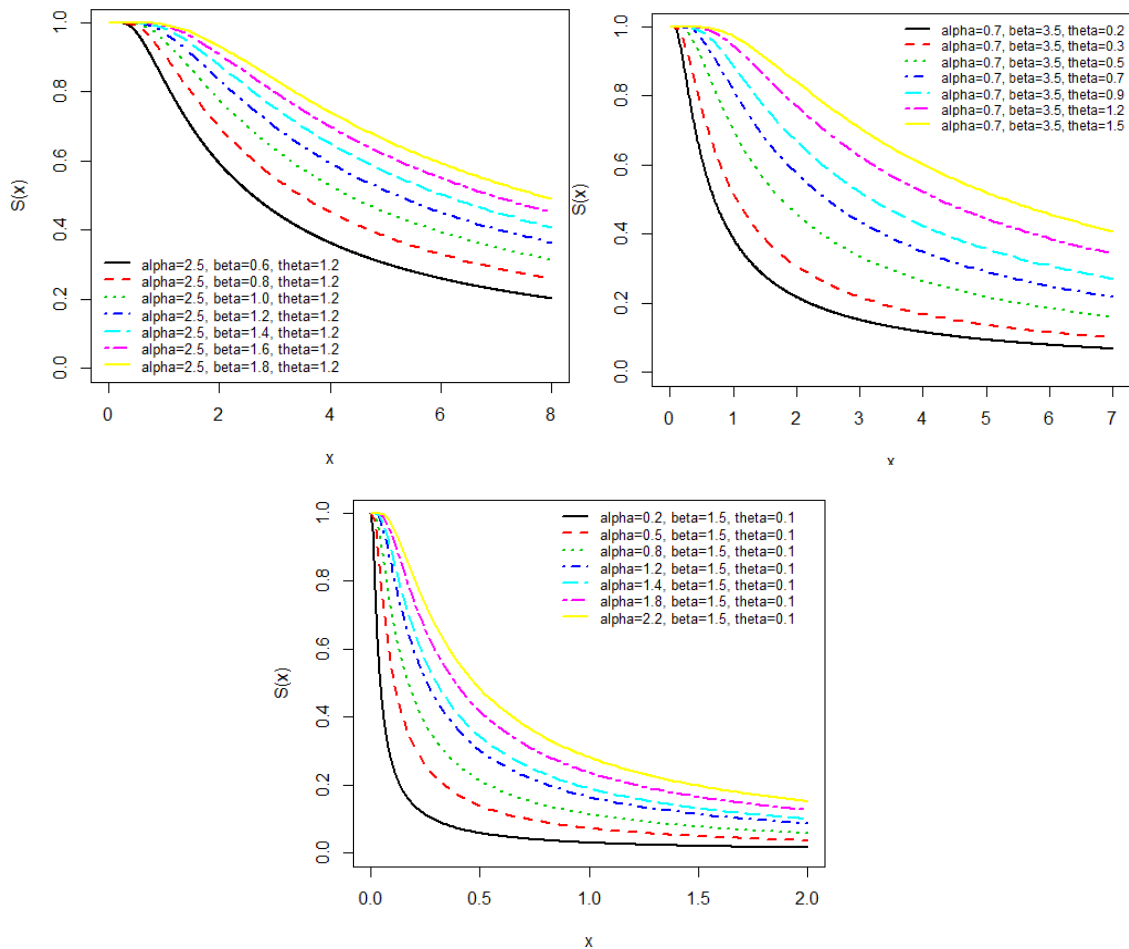 S(x)
1.0
0.8
0.6
0.4
0.2
0.0
alpha=2.5, beta=0.6, theta=1.2
alpha=2.5, beta=0.8, theta=1.2
alpha=2.5, beta=1.0, theta=1.2
alpha=2.5, beta=1.2, theta=1.2
alpha=2.5, beta=1.4, theta=1.2
alpha=2.5, beta=1.6, theta=1.2
alpha=2.5, beta=1.8, theta=1.2
0 2 4 6 8
x
S(x)
1.0
0.8
0.6
0.4
0.2
0.0
alpha=0.7, beta=3.5, theta=0.2
alpha=0.7, beta=3.5, theta=0.3
alpha=0.7, beta=3.5, theta=0.5
alpha=0.7, beta=3.5, theta=0.7
alpha=0.7, beta=3.5, theta=0.9
alpha=0.7, beta=3.5, theta=1.2
alpha=0.7, beta=3.5, theta=1.5
0 1 2 3 4 5 6 7
x
S(x)
1.0
0.8
0.6
0.4
0.2
0.0
alpha=0.2, beta=1.5, theta=0.1
alpha=0.5, beta=1.5, theta=0.1
alpha=0.8, beta=1.5, theta=0.1
alpha=1.2, beta=1.5, theta=0.1
alpha=1.4, beta=1.5, theta=0.1
alpha=1.8, beta=1.5, theta=0.1
alpha=2.2, beta=1.5, theta=0.1
0.0 0.5 1.0 1.5 2.0
x